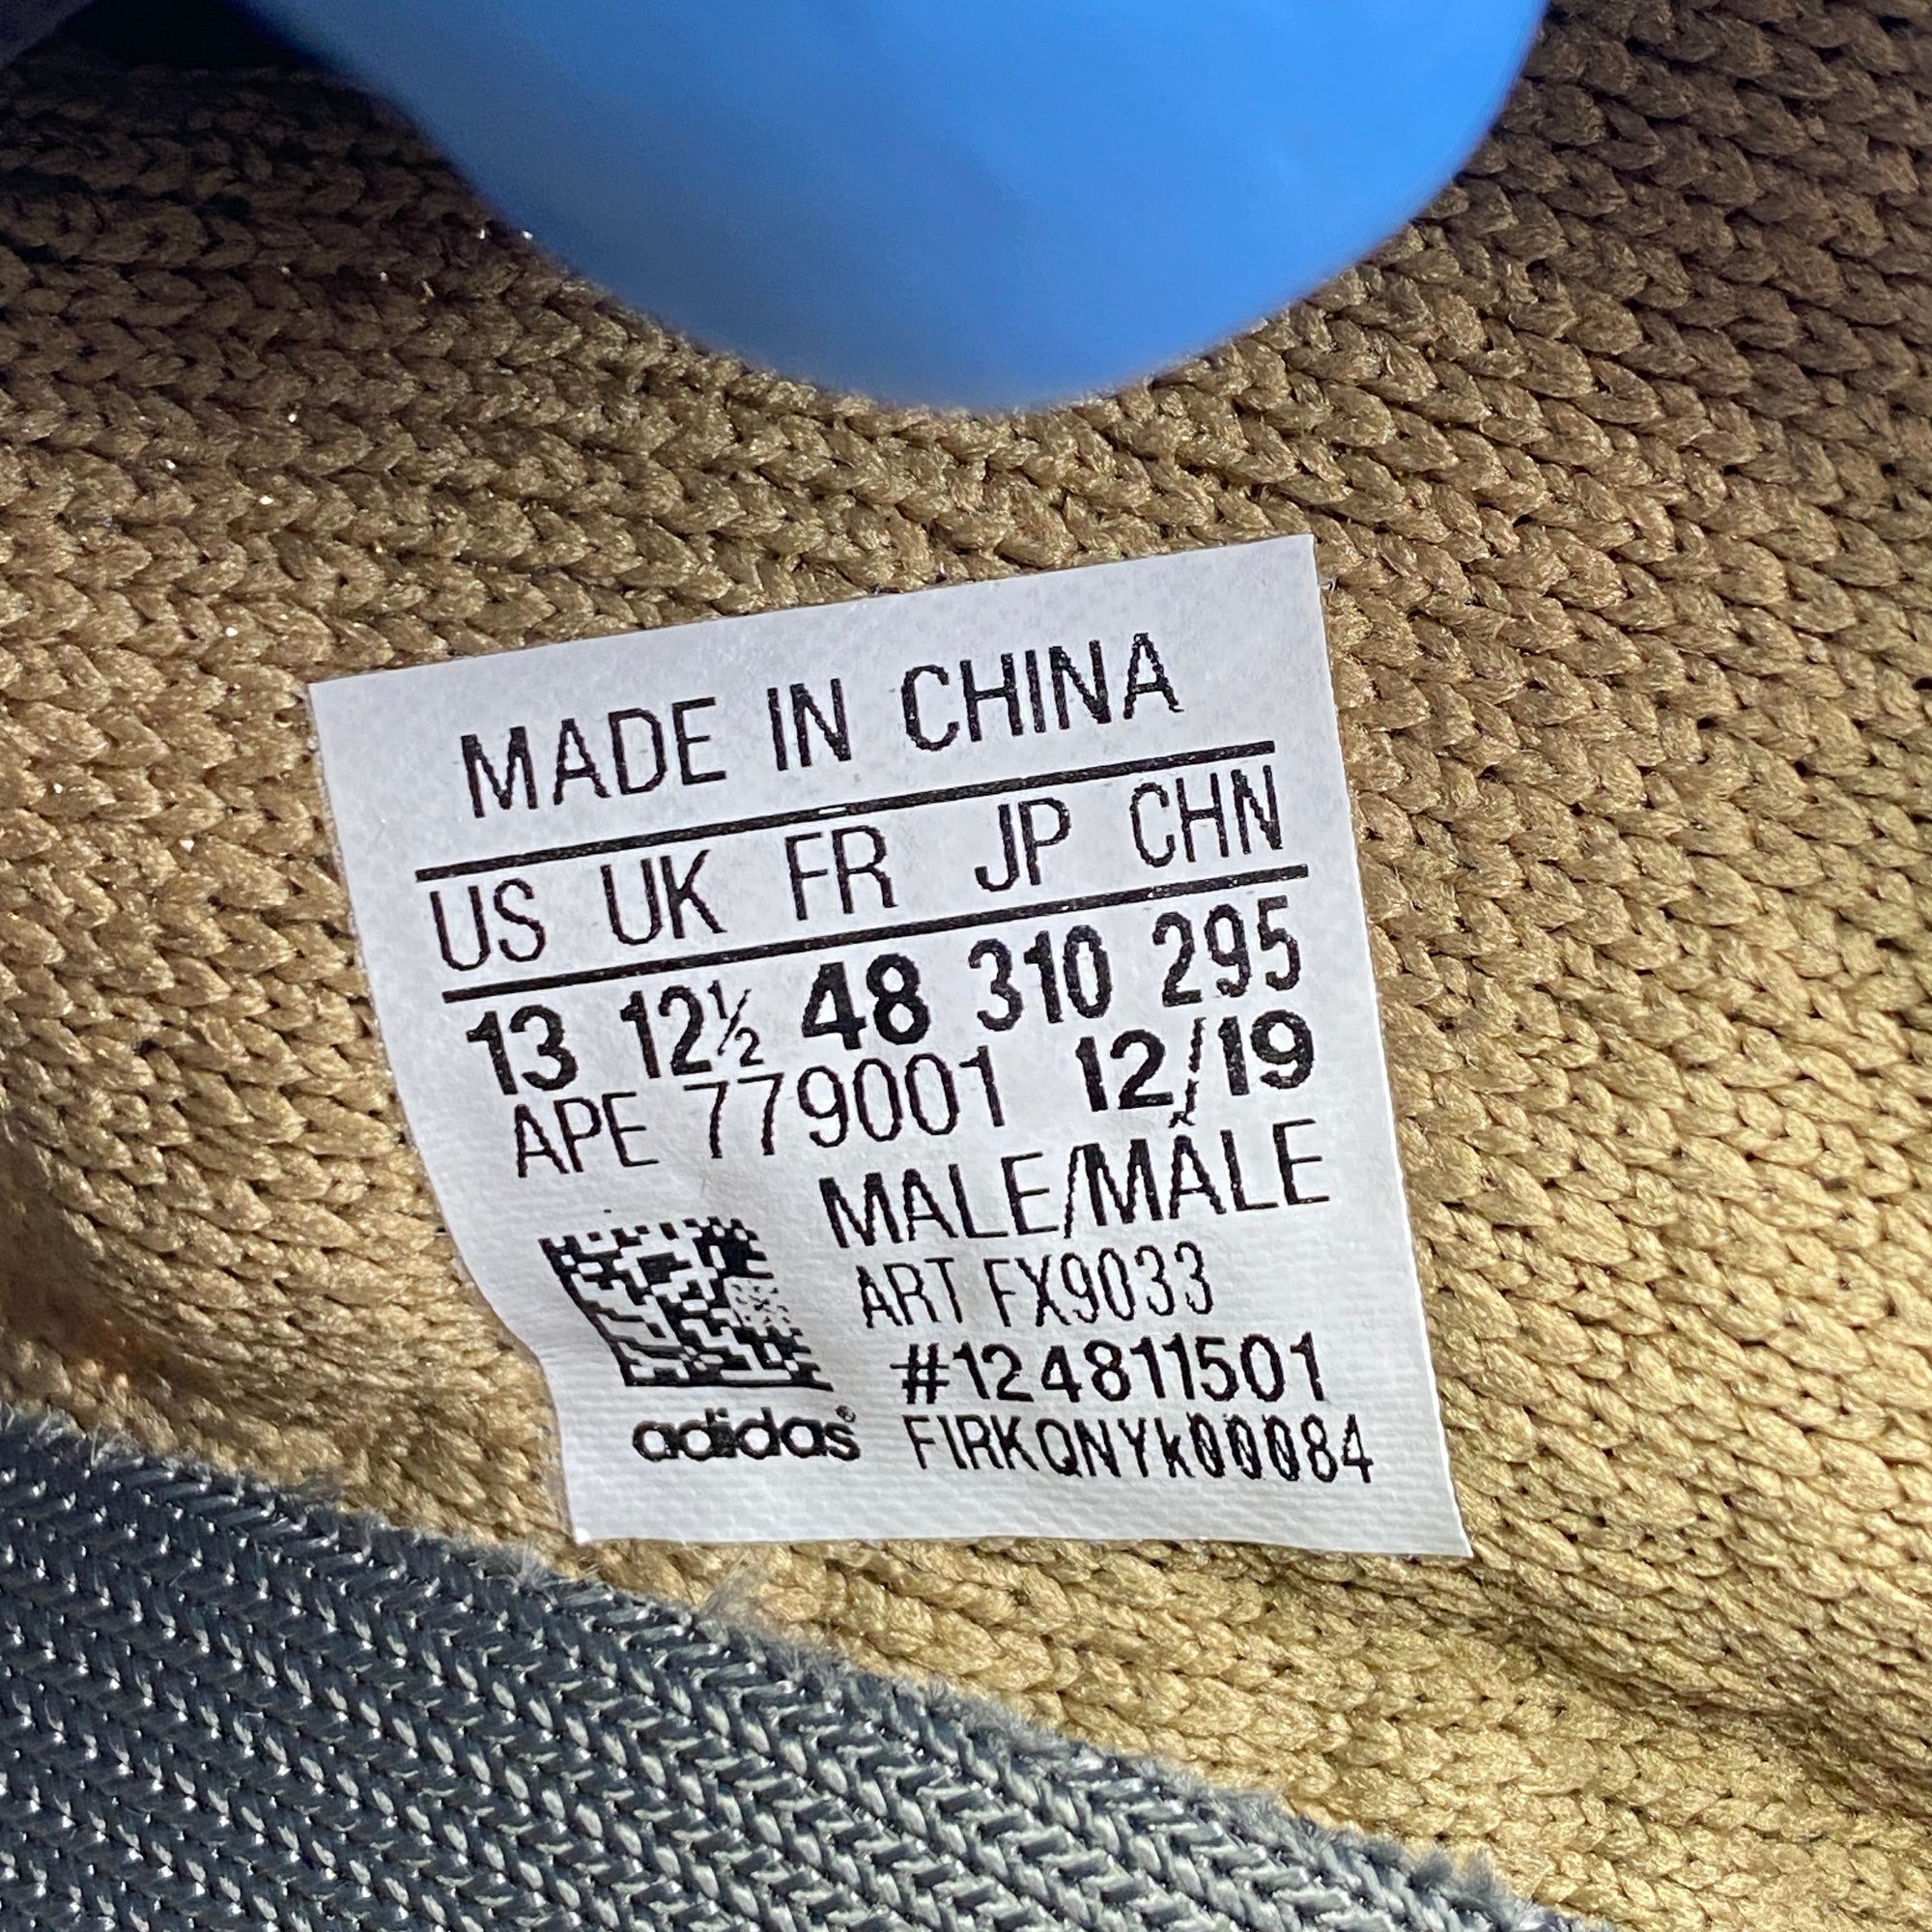 MADE IN CHINA
US UK FR JP CHN
13 12½ 48 310 295
APE 779001 12/19
MALE/MÂLE
ART FX9033
#124811501
adidas® FIRKQNYk00084